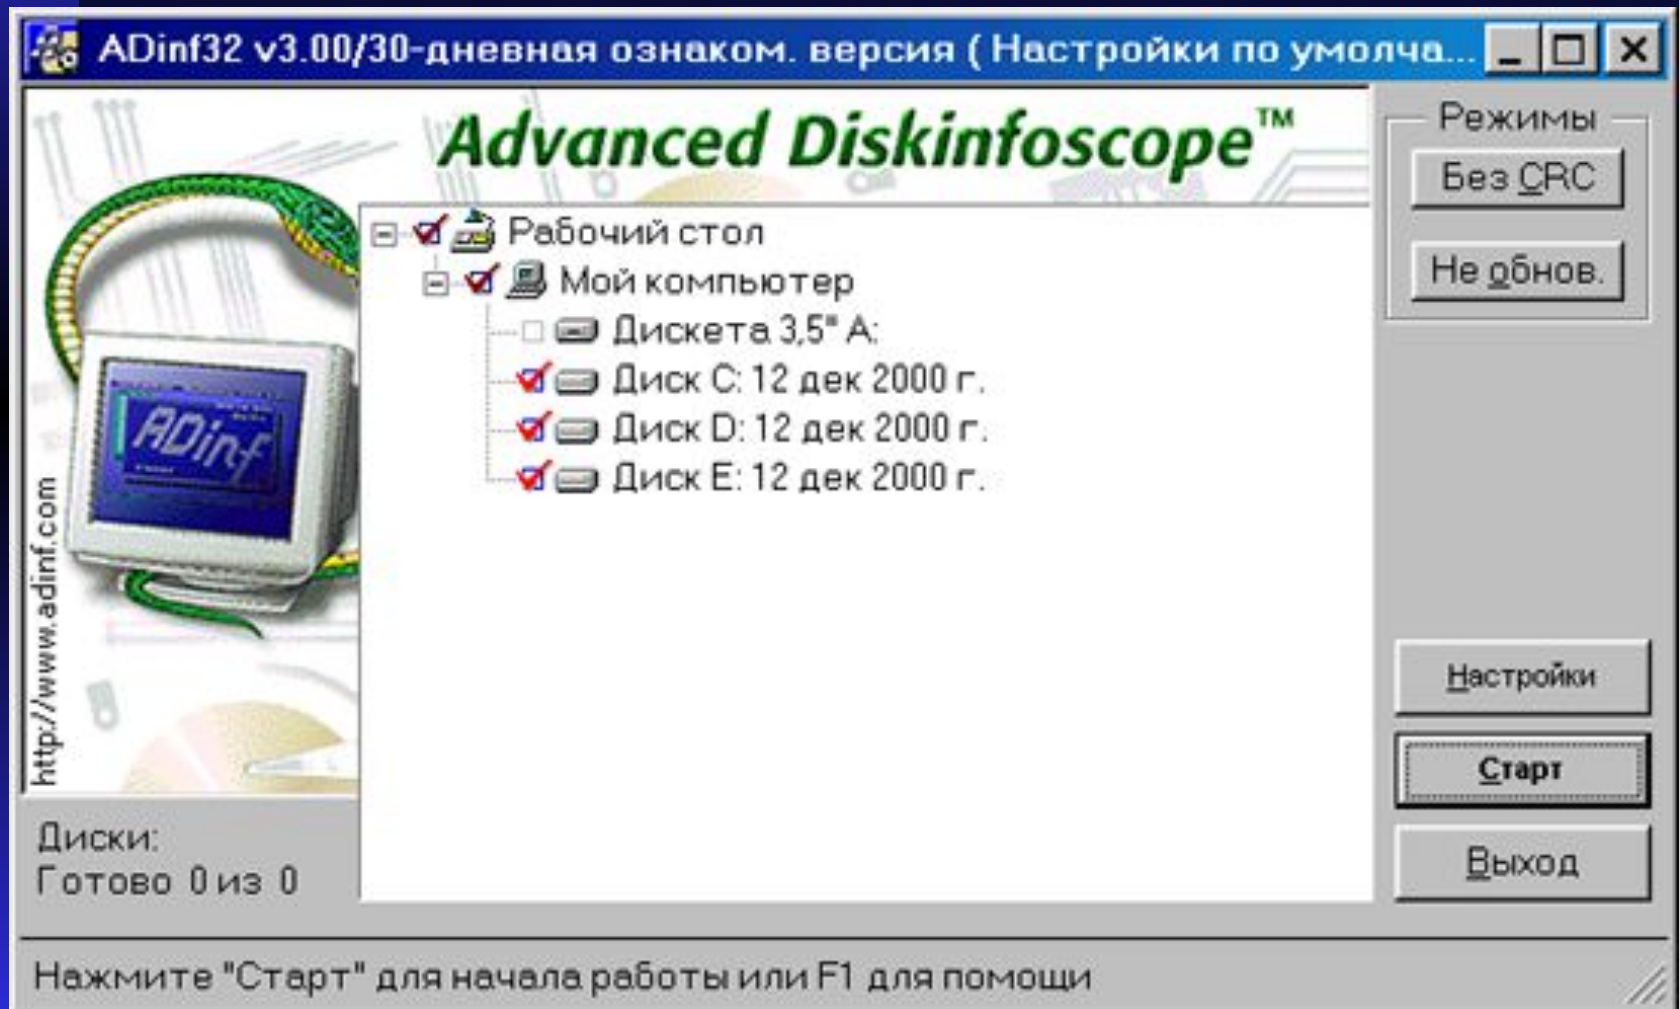 ADinf32 v3.00/30-дневная ознаком. версия ( Настройки по умолча...
Advanced Diskinfoscope™
Режимы
Без CRC
Не обнов.
Рабочий стол
Мой компьютер
Дискета 3,5" A:
Диск C: 12 дек 2000 г.
Диск D: 12 дек 2000 г.
Диск E: 12 дек 2000 г.
ADinf
http://www.adinf.com
Настройки
Старт
Выход
Диски:
Готово 0 из 0
Нажмите "Старт" для начала работы или F1 для помощи